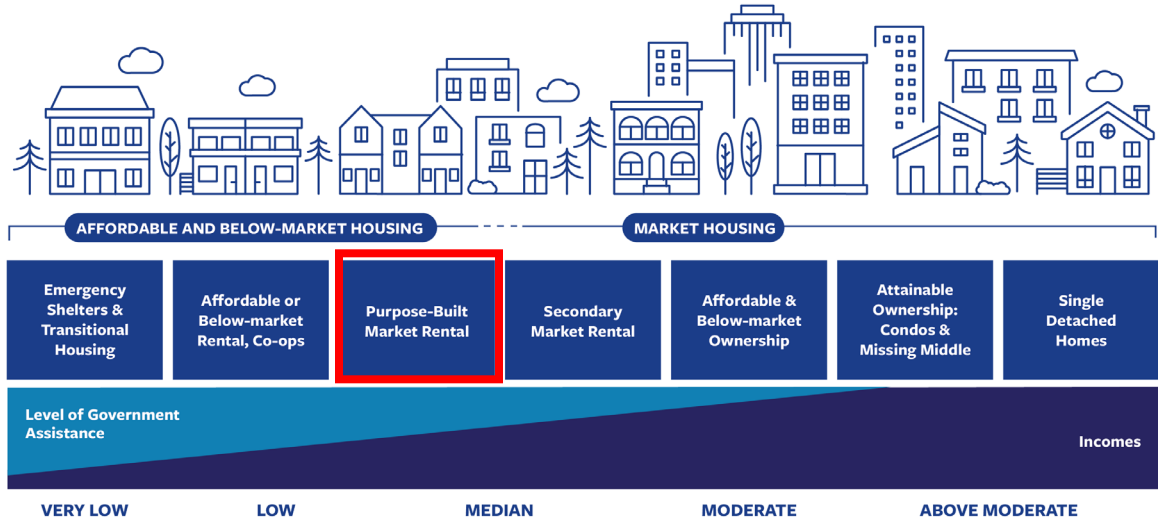 AFFORDABLE AND BELOW-MARKET HOUSING
MARKET HOUSING
Emergency
Shelters &
Transitional
Housing
Affordable or
Below-market
Rental, Co-ops
Purpose-Built
Market Rental
Secondary
Market Rental
Affordable &
Below-market
Ownership
Attainable
Ownership:
Condos &
Missing Middle
Single
Detached
Homes
Level of Government
Assistance
Incomes
VERY LOW
LOW
MEDIAN
MODERATE
ABOVE MODERATE